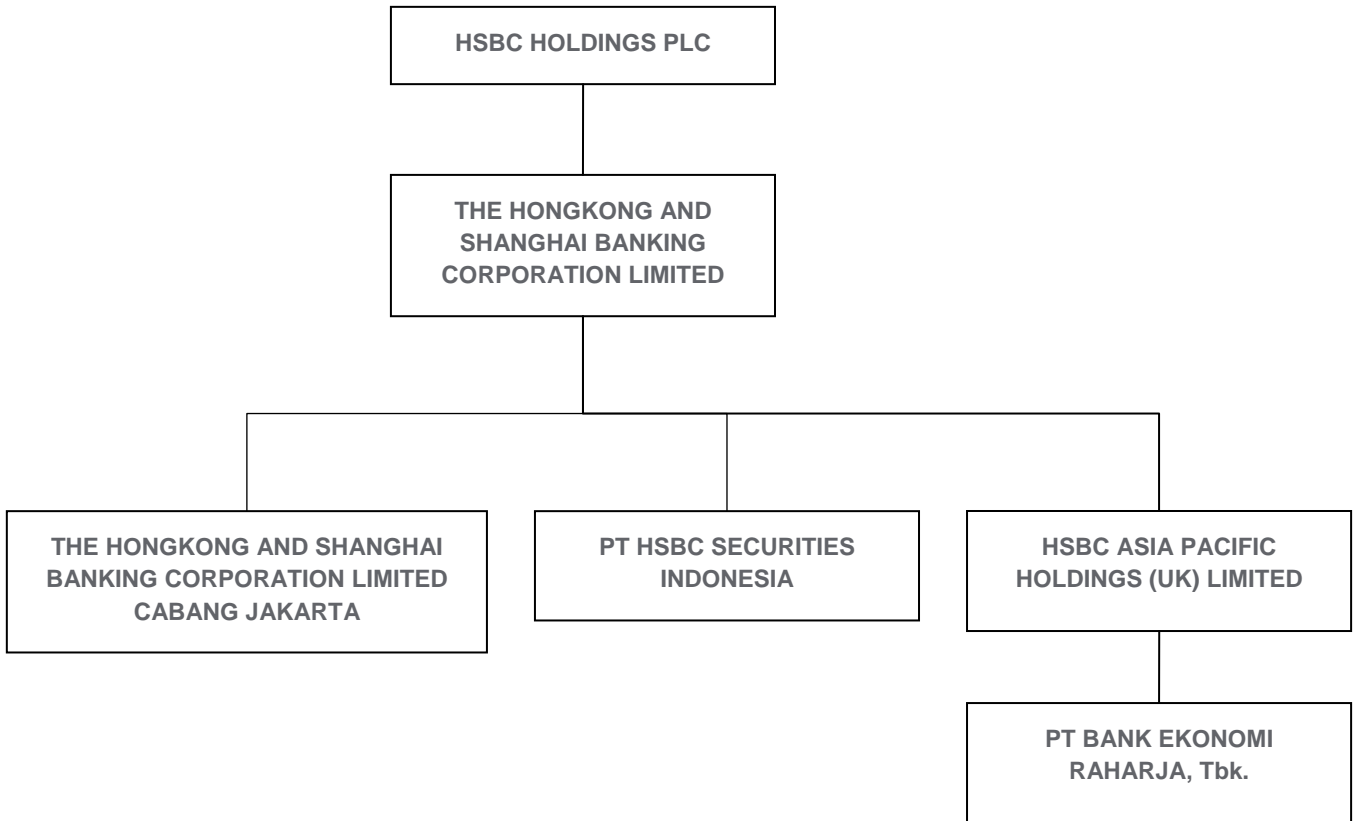 HSBC HOLDINGS PLC
THE HONGKONG AND
SHANGHAI BANKING
CORPORATION LIMITED
THE HONGKONG AND SHANGHAI
BANKING CORPORATION LIMITED
CABANG JAKARTA
PT HSBC SECURITIES
INDONESIA
HSBC ASIA PACIFIC
HOLDINGS (UK) LIMITED
PT BANK EKONOMI
RAHARJA, Tbk.